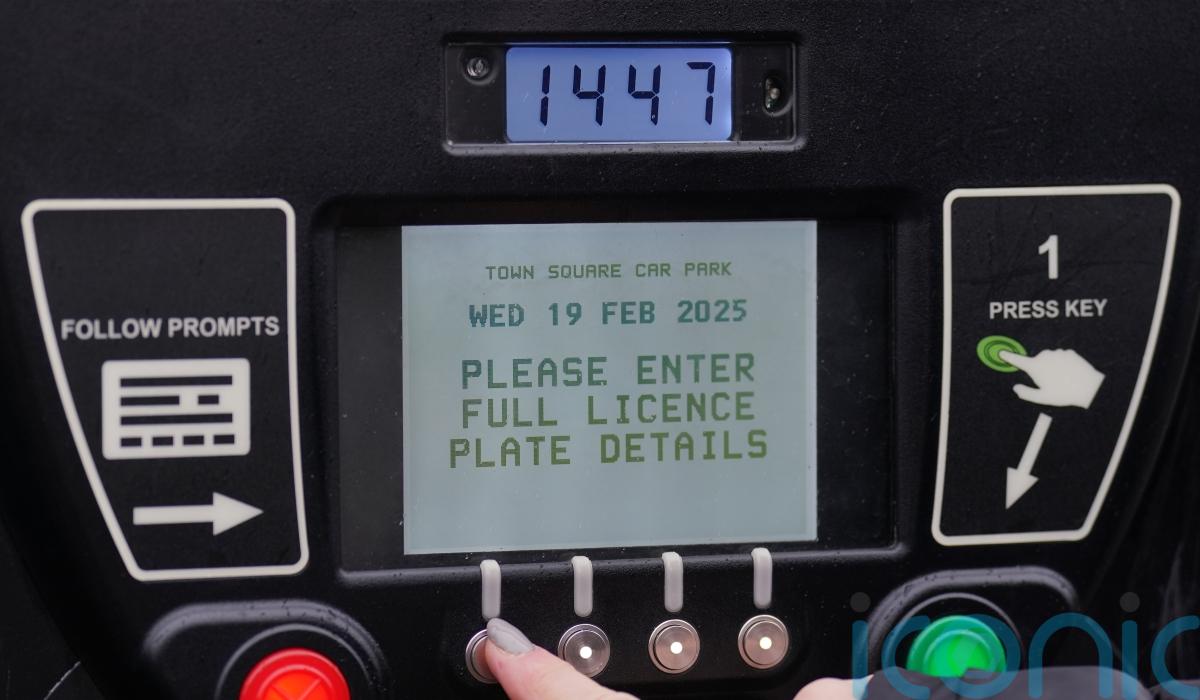 1447
TOWN SQUARE CAR PARK
WED 19 FEB 2025
PLEASE ENTER
FULL LICENCE
PLATE DETAILS
FOLLOW PROMPTS
1
PRESS KEY
iconic